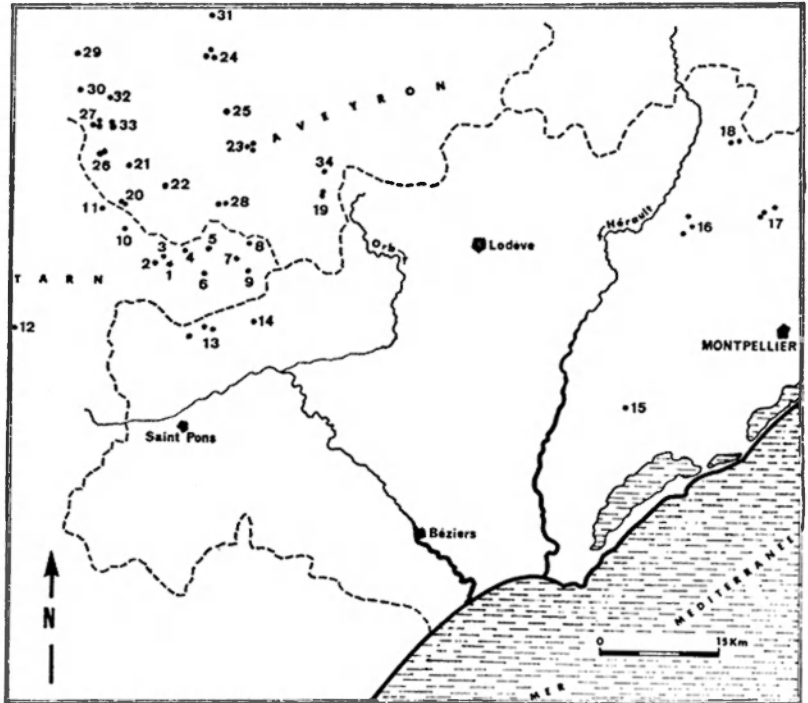 31
29
24
30
32
25
AVEYRON
27
33
23
18
26
21
34
22
20
28
19
11
16
17
10
5
8
Hérault
Orb
Lodève
3
4
2
1
7
6
9
TARN
12
14
13
MONTPELLIER
15
Saint Pons
Béziers
N
0
15 Km
MER
MEDITERRANEE